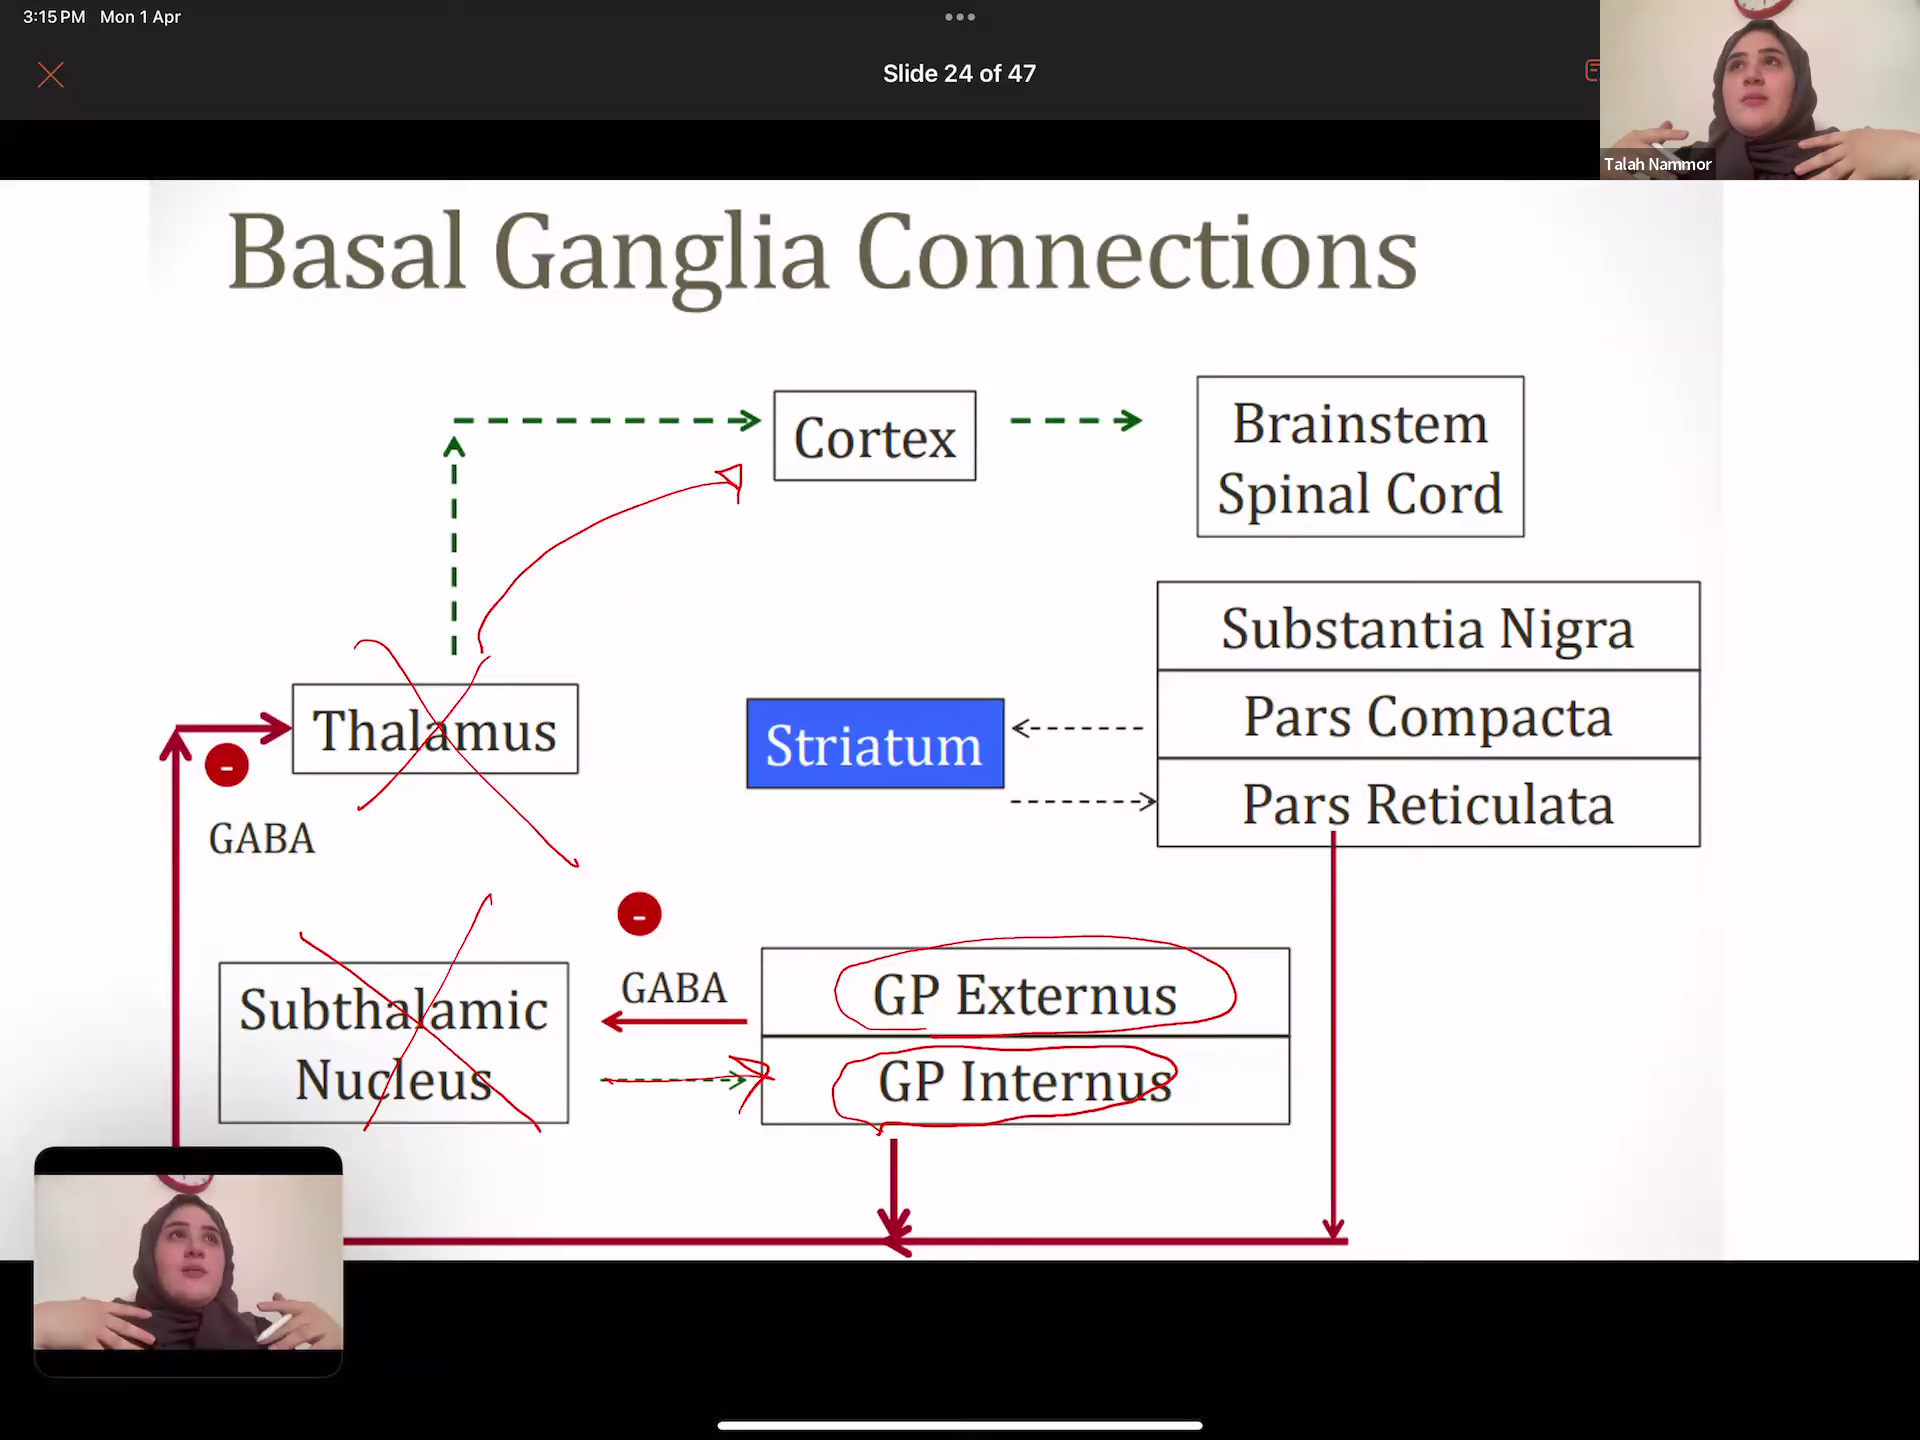 3:15 PM Mon 1 Apr
Slide 24 of 47
Talah Nammor
Basal Ganglia Connections
Cortex
Brainstem
Spinal Cord
Substantia Nigra
Thalamus
Striatum
Pars Compacta
Pars Reticulata
-
GABA
-
GABA
Subthalamic
Nucleus
GP Externus
GP Internus